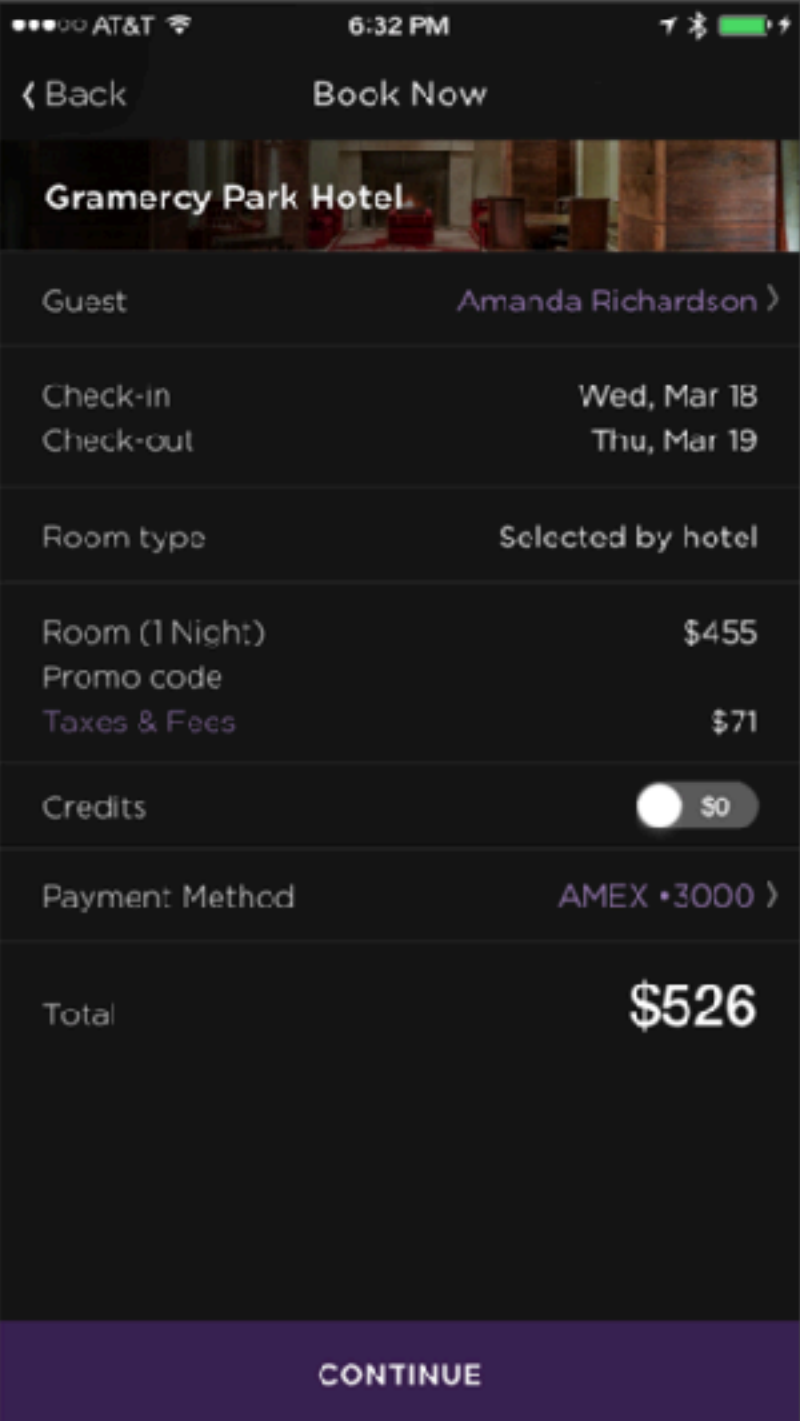 AT&T 6:32 PM
Back Book Now
Gramercy Park Hotel
Guest Amanda Richardson
Check-in Wed, Mar 18
Check-out Thu, Mar 19
Room type Selected by hotel
Room (1 Night) $455
Promo code
Taxes & Fees $71
Credits $0
Payment Method AMEX •3000
Total $526
CONTINUE